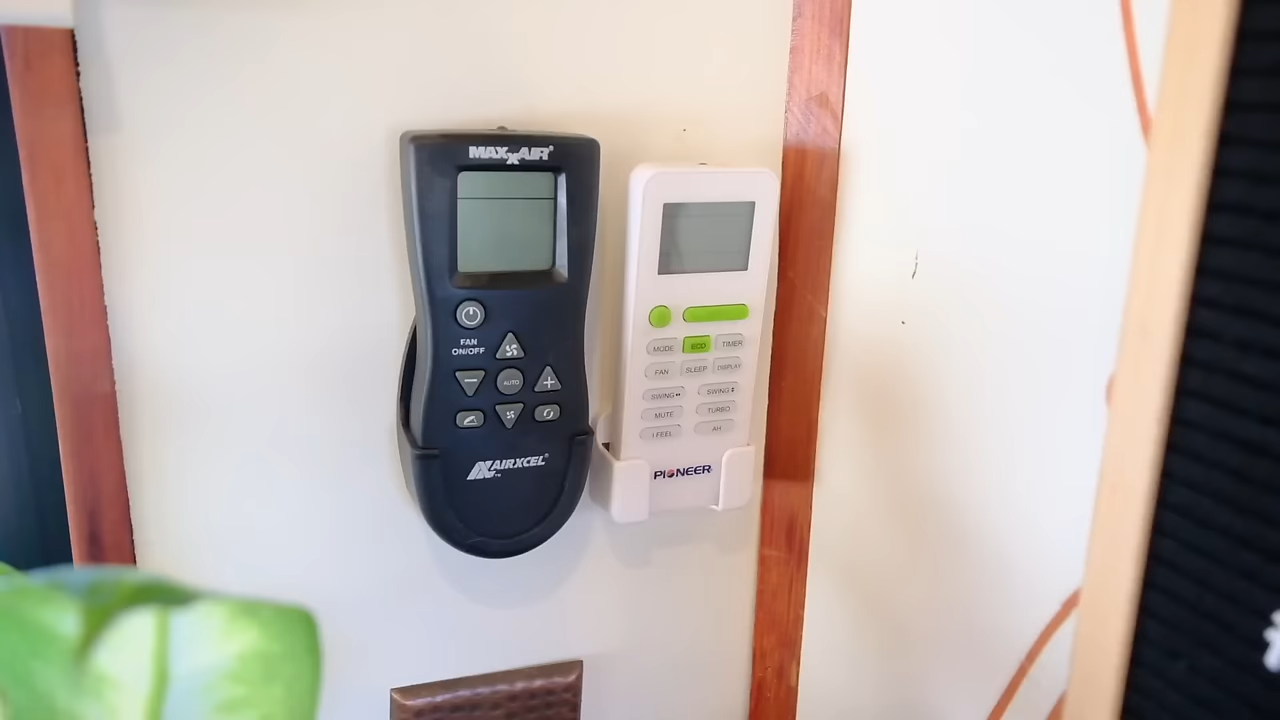 MAXXAIR®
FAN
ON/OFF
AUTO
AIRXCEL®
MODE ECO TIMER
FAN SLEEP DISPLAY
SWING SWING
MUTE TURBO
I FEEL AH
PIONEER